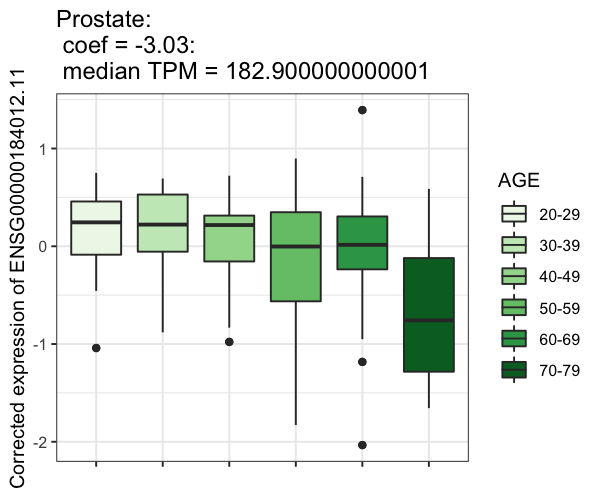 Prostate:
coef = -3.03:
median TPM = 182.900000000001
Corrected expression of ENSG00000184012.11
1
0
-1
-2
AGE
20-29
30-39
40-49
50-59
60-69
70-79